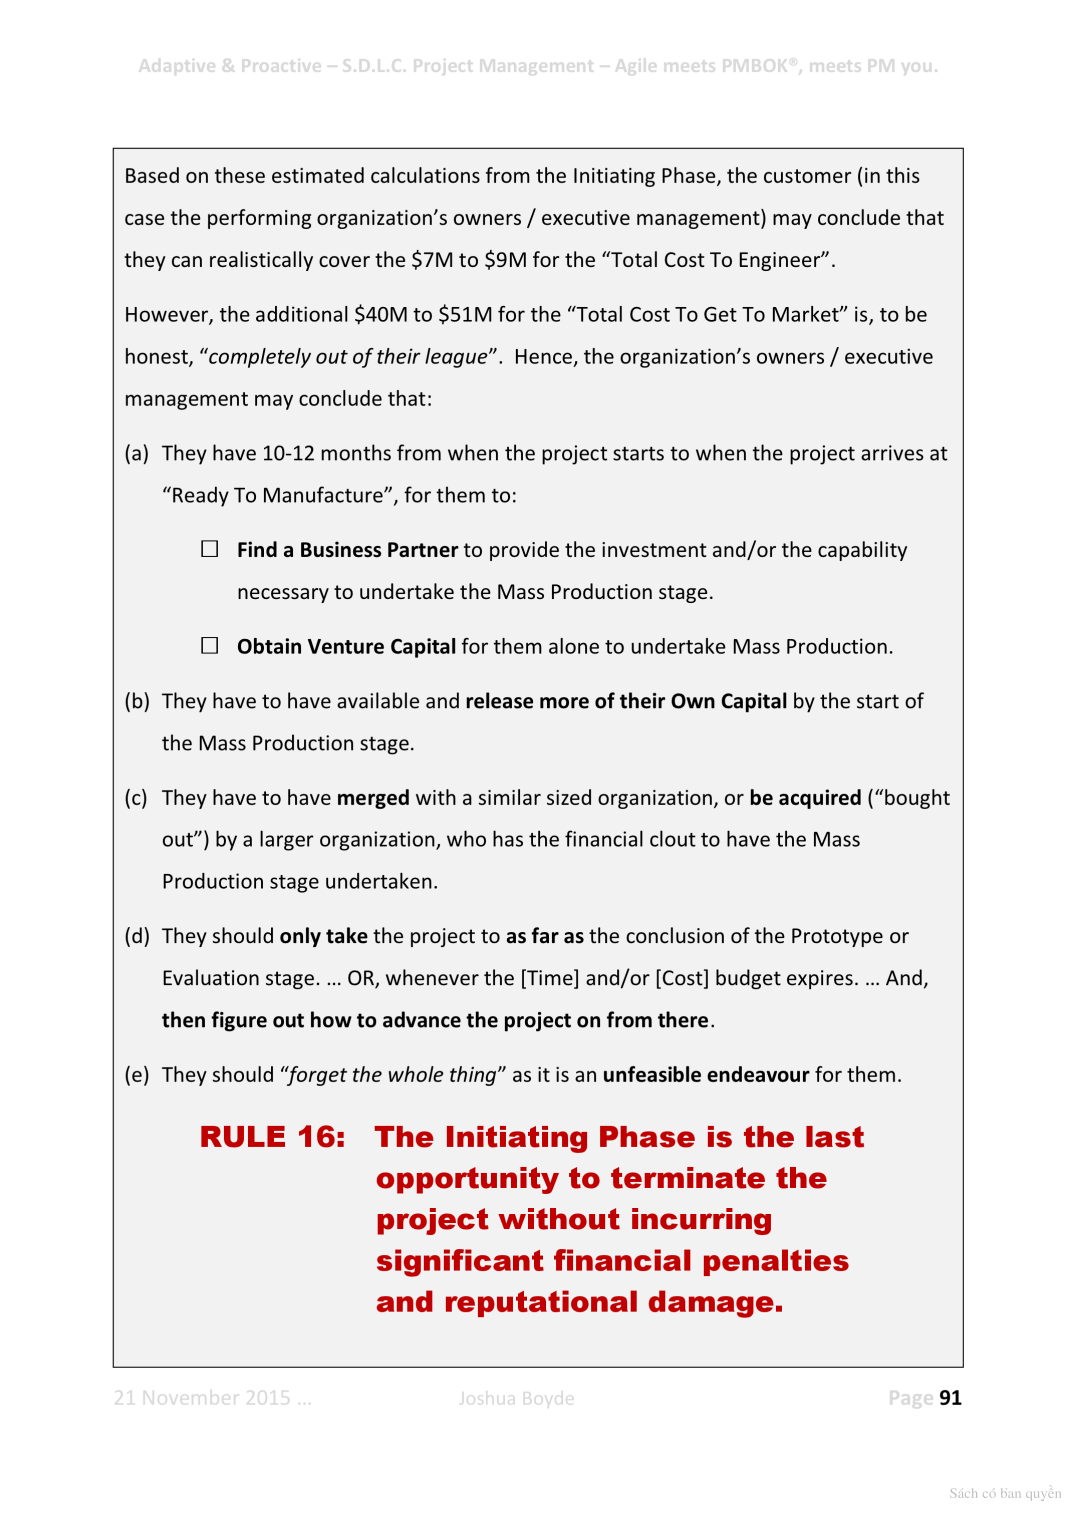 Adaptive & Proactive – S.D.L.C. Project Management – Agile meets PMBOK®, meets PM you.
Based on these estimated calculations from the Initiating Phase, the customer (in this
case the performing organization’s owners / executive management) may conclude that
they can realistically cover the $7M to $9M for the “Total Cost To Engineer”.
However, the additional $40M to $51M for the “Total Cost To Get To Market” is, to be
honest, “completely out of their league”. Hence, the organization’s owners / executive
management may conclude that:
(a) They have 10-12 months from when the project starts to when the project arrives at
“Ready To Manufacture”, for them to:
☐ Find a Business Partner to provide the investment and/or the capability
necessary to undertake the Mass Production stage.
☐ Obtain Venture Capital for them alone to undertake Mass Production.
(b) They have to have available and release more of their Own Capital by the start of
the Mass Production stage.
(c) They have to have merged with a similar sized organization, or be acquired (“bought
out”) by a larger organization, who has the financial clout to have the Mass
Production stage undertaken.
(d) They should only take the project to as far as the conclusion of the Prototype or
Evaluation stage. … OR, whenever the [Time] and/or [Cost] budget expires. … And,
then figure out how to advance the project on from there.
(e) They should “forget the whole thing” as it is an unfeasible endeavour for them.
RULE 16: The Initiating Phase is the last
opportunity to terminate the
project without incurring
significant financial penalties
and reputational damage.
21 November 2015 … Joshua Boyde Page 91
Sách có bản quyền